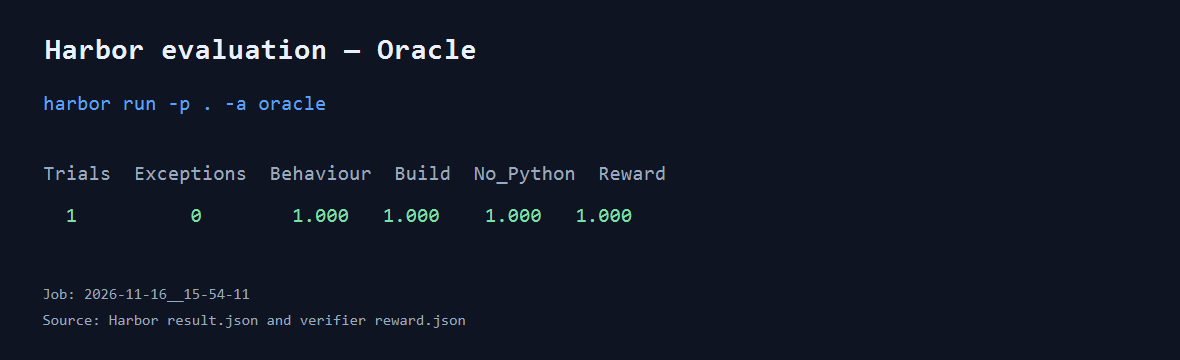 Harbor evaluation — Oracle
harbor run -p . -a oracle
Trials Exceptions Behaviour Build No_Python Reward
1 0 1.000 1.000 1.000 1.000
Job: 2026-11-16__15-54-11
Source: Harbor result.json and verifier reward.json